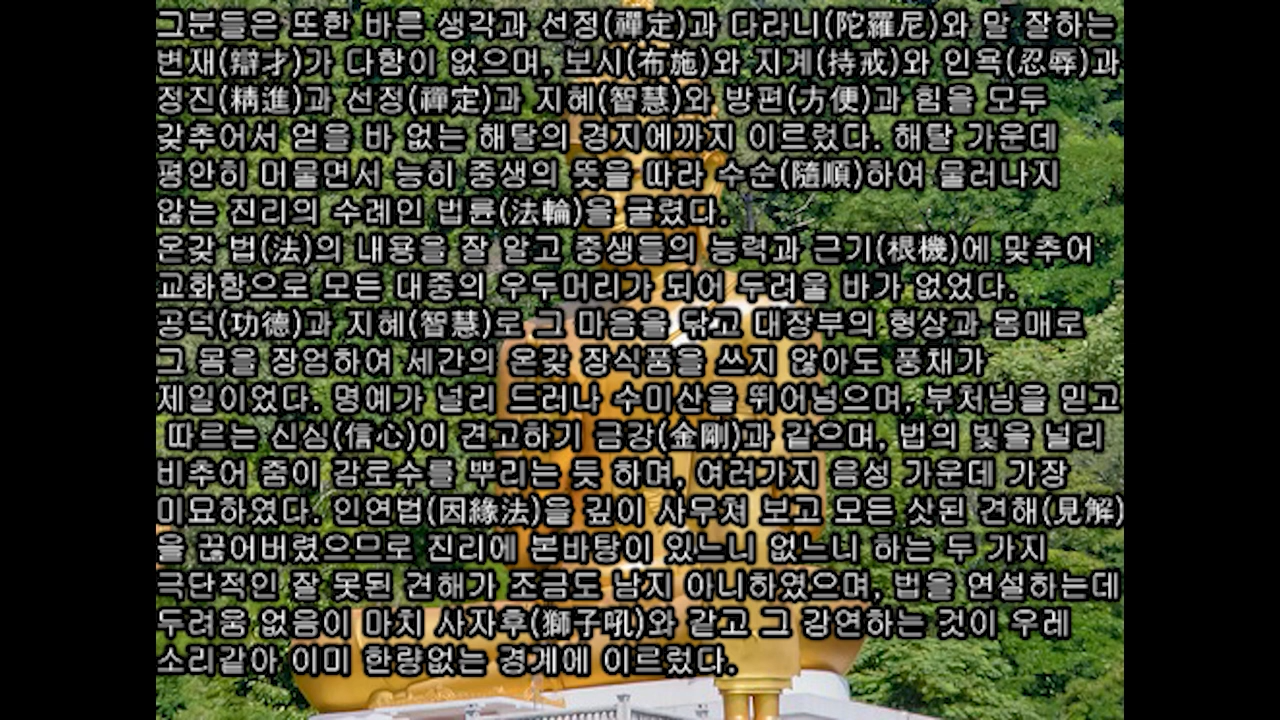 그분들은 또한 바른 생각과 선정(禪定)과 다라니(陀羅尼)와 말 잘하는
변재(辯才)가 다함이 없으며, 보시(布施)와 지계(持戒)와 인욕(忍辱)과
정진(精進)과 선정(禪定)과 지혜(智慧)와 방편(方便)과 힘을 모두
갖추어서 얻을 바 없는 해탈의 경지에까지 이르렀다. 해탈 가운데
평안히 머물면서 능히 중생의 뜻을 따라 수순(隨順)하여 물러나지
않는 진리의 수레인 법륜(法輪)을 굴렸다.
온갖 법(法)의 내용을 잘 알고 중생들의 능력과 근기(根機)에 맞추어
교화함으로 모든 대중의 우두머리가 되어 두려울 바가 없었다.
공덕(功德)과 지혜(智慧)로 그 마음을 닦고 대장부의 형상과 몸매로
그 몸을 장엄하여 세간의 온갖 장식품을 쓰지 않아도 풍채가
제일이었다. 명예가 널리 드러나 수미산을 뛰어넘으며, 부처님을 믿고
따르는 신심(信心)이 견고하기 금강(金剛)과 같으며, 법의 빛을 널리
비추어 줌이 감로수를 뿌리는 듯 하며, 여러가지 음성 가운데 가장
미묘하였다. 인연법(因緣法)을 깊이 사무쳐 보고 모든 삿된 견해(見解)
을 끊어버렸으므로 진리에 본바탕이 있느니 없느니 하는 두 가지
극단적인 잘 못된 견해가 조금도 남지 아니하였으며, 법을 연설하는데
두려움 없음이 마치 사자후(獅子吼)와 같고 그 강연하는 것이 우레
소리같아 이미 한량없는 경계에 이르렀다.